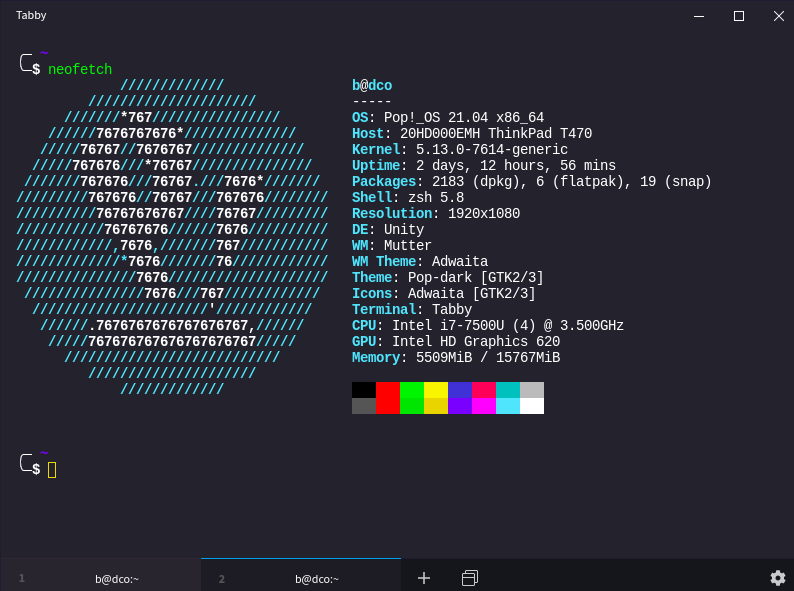 Tabby
~
$ neofetch
/////////////
/////////////////////
///////*767////////////////
//////7676767676*//////////////
/////76767//7676767//////////////
/////767676///*76767///////////////
///////767676///76767.///7676*///////
/////////767676//76767///767676////////
//////////76767676767////76767/////////
///////////76767676//////7676//////////
////////////,7676,///////767///////////
/////////////*7676///////76////////////
///////////////7676////////////////////
///////////////7676///767////////////
//////////////////////'////////////
//////.7676767676767676767,//////
/////767676767676767676767/////
///////////////////////////
/////////////////////
/////////////
b@dco
-----
OS: Pop!_OS 21.04 x86_64
Host: 20HD000EMH ThinkPad T470
Kernel: 5.13.0-7614-generic
Uptime: 2 days, 12 hours, 56 mins
Packages: 2183 (dpkg), 6 (flatpak), 19 (snap)
Shell: zsh 5.8
Resolution: 1920x1080
DE: Unity
WM: Mutter
WM Theme: Adwaita
Theme: Pop-dark [GTK2/3]
Icons: Adwaita [GTK2/3]
Terminal: Tabby
CPU: Intel i7-7500U (4) @ 3.500GHz
GPU: Intel HD Graphics 620
Memory: 5509MiB / 15767MiB
~
$
1 b@dco:~ 2 b@dco:~